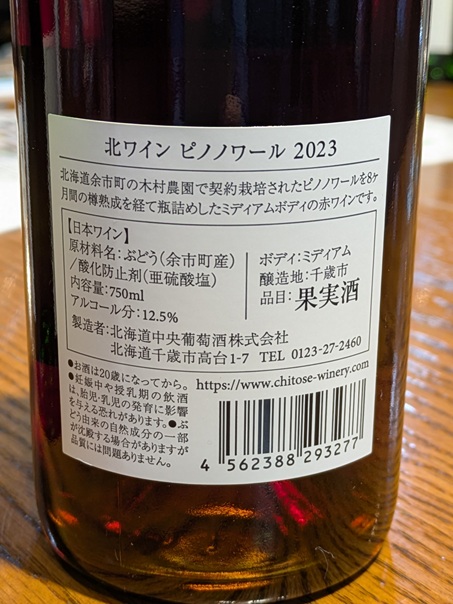 北ワイン ピノノワール 2023
北海道余市町の木村農園で契約栽培されたピノノワールを8ヶ
月間の樽熟成を経て瓶詰めしたミディアムボディの赤ワインです。
【日本ワイン】
原材料名:ぶどう(余市町産)
/酸化防止剤(亜硫酸塩)
内容量:750ml
アルコール分:12.5%
ボディ:ミディアム
醸造地:千歳市
品目:果実酒
製造者:北海道中央葡萄酒株式会社
北海道千歳市高台1-7 TEL 0123-27-2460
●お酒は20歳になってから。
●妊娠中や授乳期の飲酒
は、胎児・乳児の発育に影響
を与える恐れがあります。●ぶ
どう由来の自然成分の一部
が沈殿する場合がありますが
品質には問題ありません。
https://www.chitose-winery.com
4 562388 293277